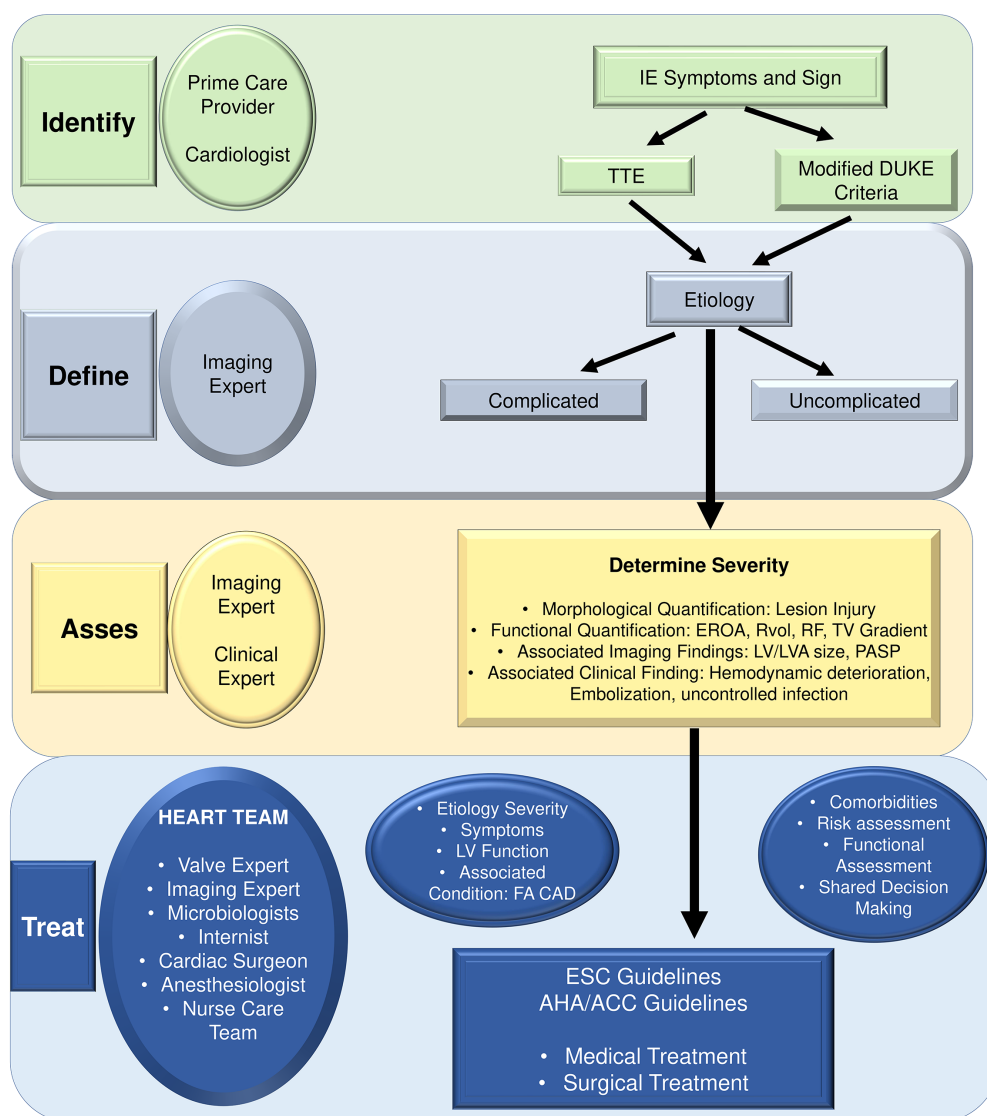 Identify
Prime Care
Provider
Cardiologist
IE Symptoms and Sign
TTE
Modified DUKE
Criteria
Define
Imaging
Expert
Etiology
Complicated
Uncomplicated
Asses
Imaging
Expert
Clinical
Expert
Determine Severity
• Morphological Quantification: Lesion Injury
• Functional Quantification: EROA, Rvol, RF, TV Gradient
• Associated Imaging Findings: LV/LVA size, PASP
• Associated Clinical Finding: Hemodynamic deterioration,
Embolization, uncontrolled infection
Treat
HEART TEAM
• Valve Expert
• Imaging Expert
• Microbiologists
• Internist
• Cardiac Surgeon
• Anesthesiologist
• Nurse Care
Team
• Etiology Severity
• Symptoms
• LV Function
• Associated
Condition: FA CAD
• Comorbidities
• Risk assessment
• Functional
Assessment
• Shared Decision
Making
ESC Guidelines
AHA/ACC Guidelines
• Medical Treatment
• Surgical Treatment